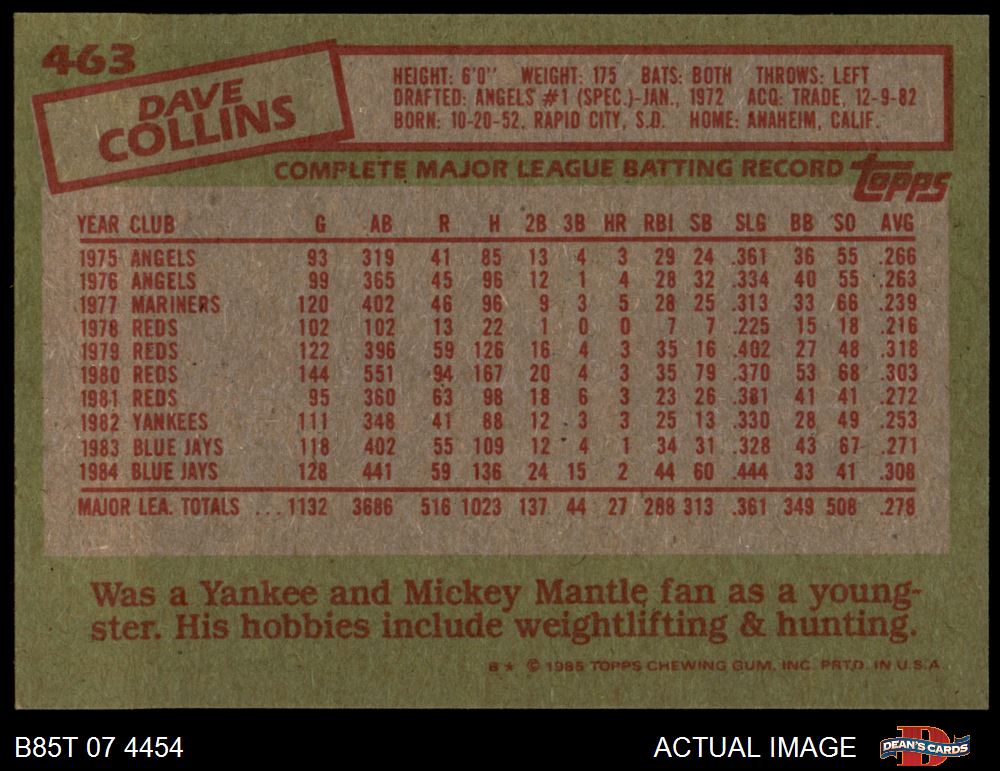 463
DAVE
COLLINS
HEIGHT: 6'0" WEIGHT: 175 BATS: BOTH THROWS: LEFT
DRAFTED: ANGELS #1 (SPEC.)-JAN., 1972 ACQ: TRADE, 12-9-82
BORN: 10-20-52, RAPID CITY, S.D. HOME: ANAHEIM, CALIF.
COMPLETE MAJOR LEAGUE BATTING RECORD topps
YEAR CLUB G AB R H 2B 3B HR RBI SB SLG BB SO AVG
1975 ANGELS 93 319 41 85 13 4 3 29 24 .361 36 55 .266
1976 ANGELS 99 365 45 96 12 1 4 28 32 .334 40 55 .263
1977 MARINERS 120 402 46 96 9 3 5 28 25 .313 33 66 .239
1978 REDS 102 102 13 22 1 0 0 7 7 .225 15 18 .216
1979 REDS 122 396 59 126 16 4 3 35 16 .402 27 48 .318
1980 REDS 144 551 94 167 20 4 3 35 79 .370 53 68 .303
1981 REDS 95 360 63 98 18 6 3 23 26 .381 41 41 .272
1982 YANKEES 111 348 41 88 12 3 3 25 13 .330 28 49 .253
1983 BLUE JAYS 118 402 55 109 12 4 1 34 31 .328 43 67 .271
1984 BLUE JAYS 128 441 59 136 24 15 2 44 60 .444 33 41 .308
MAJOR LEA. TOTALS ... 1132 3686 516 1023 137 44 27 288 313 .361 349 508 .278
Was a Yankee and Mickey Mantle fan as a young-
ster. His hobbies include weightlifting & hunting.
B★ © 1985 TOPPS CHEWING GUM, INC. PRTD. IN U.S.A.
B85T 07 4454 ACTUAL IMAGE D DEAN'S CARDS